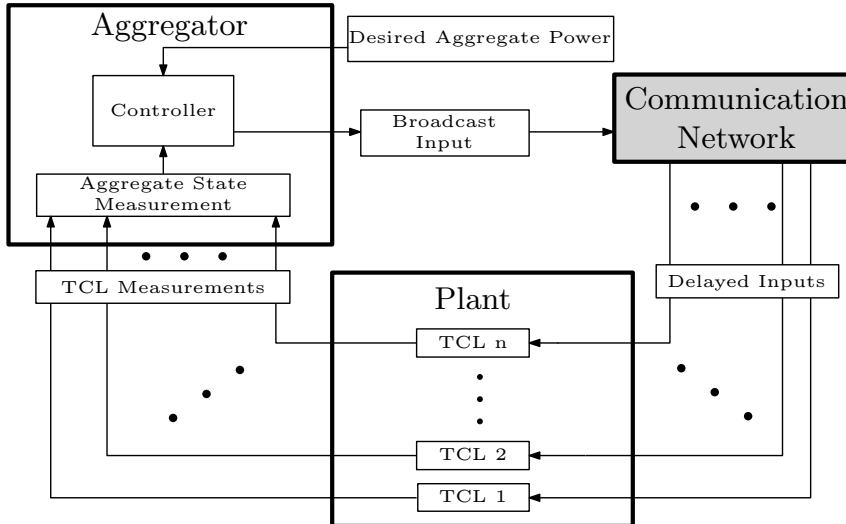 Aggregator
Desired Aggregate Power
Controller
Broadcast
Input
Communication
Network
Aggregate State
Measurement
TCL Measurements
Delayed Inputs
Plant
TCL n
TCL 2
TCL 1